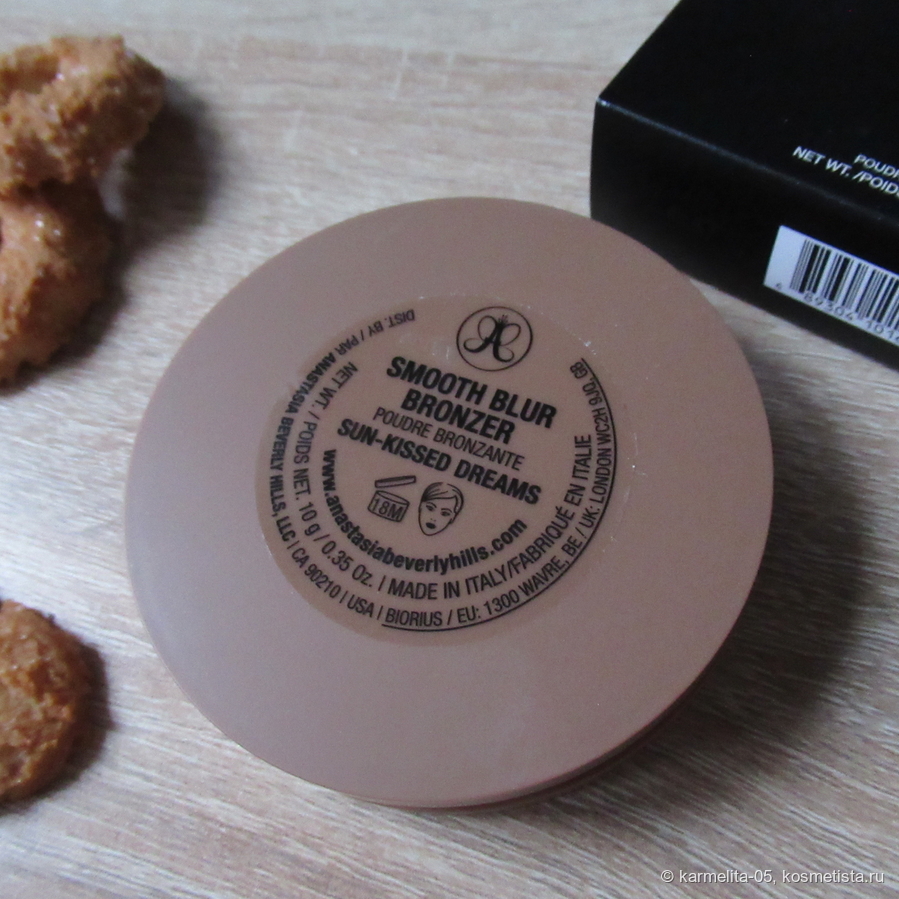 SMOOTH BLUR
BRONZER
POUDRE BRONZANTE
SUN-KISSED DREAMS
18M
www.anastasiabeverlyhills.com
NET WT. / POIDS NET. 10 g / 0.35 Oz. | MADE IN ITALY/FABRIQUÉ EN ITALIE
DIST. BY / PAR ANASTASIA BEVERLY HILLS, LLC | CA 90210 | USA | BIORIUS / EU: 1300 WAVRE, BE / UK: LONDON WC2H 9JQ, GB/
NET WT. /POIDS
© karmelita-05, kosmetista.ru